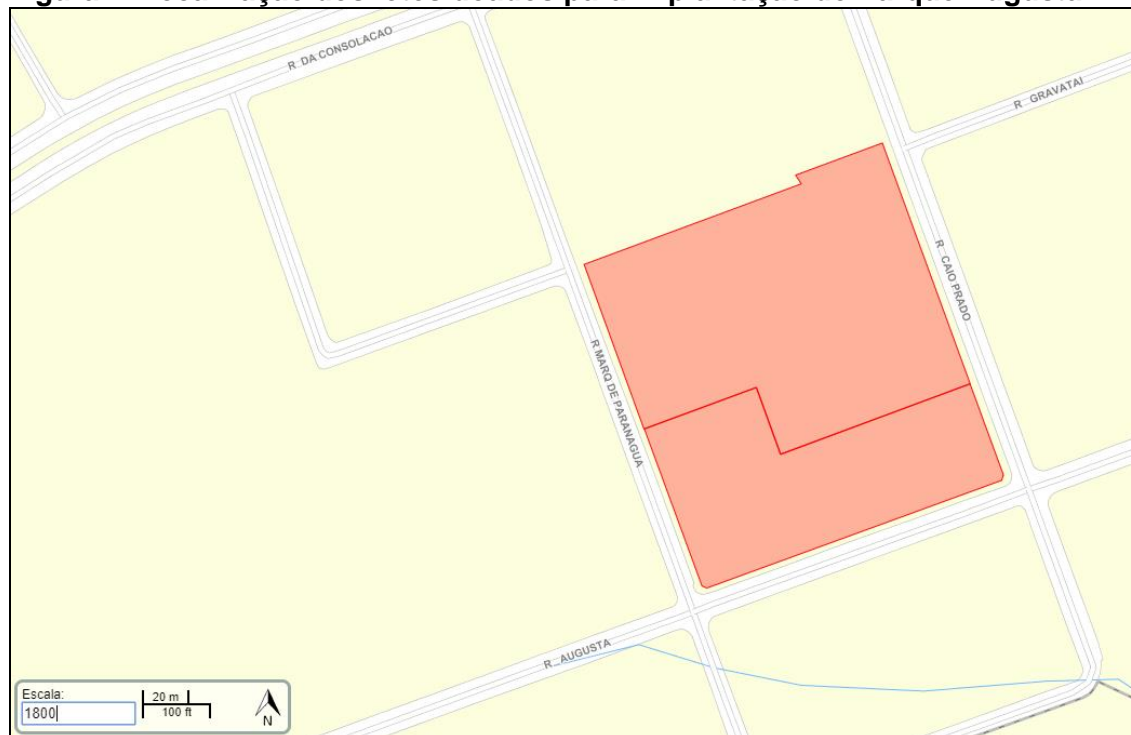 R DA CONSOLACAO
R GRAVATAI
R CAIO PRADO
R MARQ DE PARANAGUA
R AUGUSTA
Escala:
1800
20 m
100 ft
N